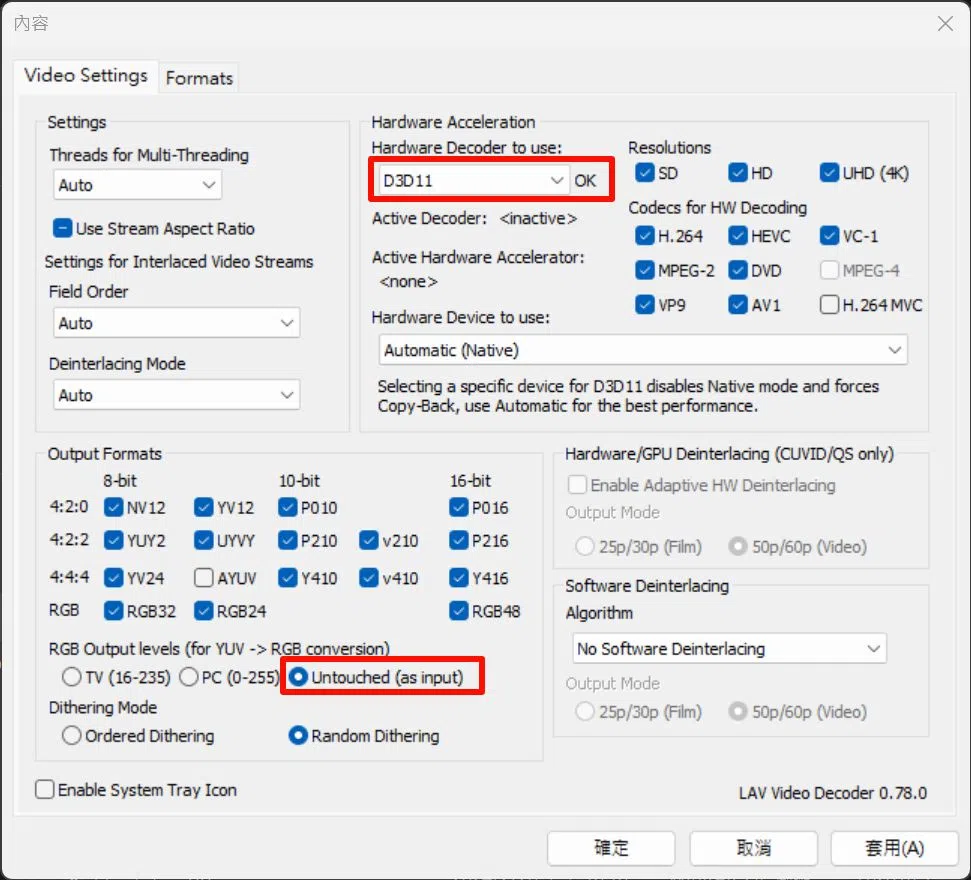 內容
Video Settings
Formats
Settings
Threads for Multi-Threading
Auto
Use Stream Aspect Ratio
Settings for Interlaced Video Streams
Field Order
Auto
Deinterlacing Mode
Auto
Hardware Acceleration
Hardware Decoder to use:
D3D11 OK
Active Decoder: <inactive>
Active Hardware Accelerator:
<none>
Hardware Device to use:
Automatic (Native)
Selecting a specific device for D3D11 disables Native mode and forces
Copy-Back, use Automatic for the best performance.
Resolutions
SD HD UHD (4K)
Codecs for HW Decoding
H.264 HEVC VC-1
MPEG-2 DVD MPEG-4
VP9 AV1 H.264 MVC
Output Formats
8-bit 10-bit 16-bit
4:2:0 NV12 YV12 P010 P016
4:2:2 YUY2 UYVY P210 v210 P216
4:4:4 YV24 AYUV Y410 v410 Y416
RGB RGB32 RGB24 RGB48
RGB Output levels (for YUV -> RGB conversion)
TV (16-235) PC (0-255) Untouched (as input)
Dithering Mode
Ordered Dithering Random Dithering
Hardware/GPU Deinterlacing (CUVID/QS only)
Enable Adaptive HW Deinterlacing
Output Mode
25p/30p (Film) 50p/60p (Video)
Software Deinterlacing
Algorithm
No Software Deinterlacing
Output Mode
25p/30p (Film) 50p/60p (Video)
Enable System Tray Icon
LAV Video Decoder 0.78.0
確定 取消 套用(A)